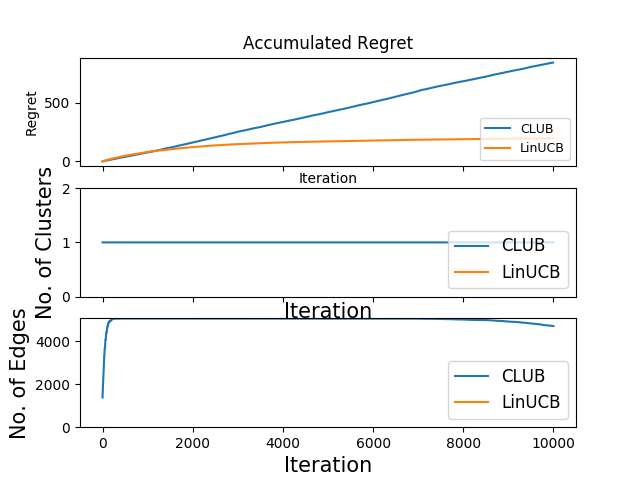 Accumulated Regret
Regret
500
0
CLUB
LinUCB
Iteration
No. of Clusters
2
1
0
CLUB
LinUCB
Iteration
No. of Edges
4000
2000
0
CLUB
LinUCB
0 2000 4000 6000 8000 10000
Iteration